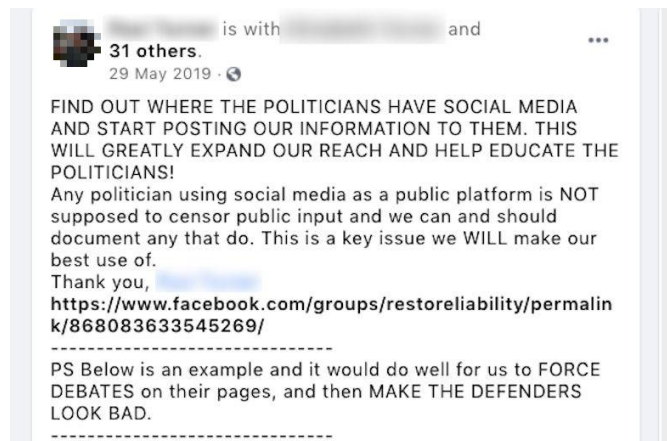 is with and
31 others.
29 May 2019 ·
FIND OUT WHERE THE POLITICIANS HAVE SOCIAL MEDIA
AND START POSTING OUR INFORMATION TO THEM. THIS
WILL GREATLY EXPAND OUR REACH AND HELP EDUCATE THE
POLITICIANS!
Any politician using social media as a public platform is NOT
supposed to censor public input and we can and should
document any that do. This is a key issue we WILL make our
best use of.
Thank you,
https://www.facebook.com/groups/restoreliability/permalin
k/868083633545269/
-------------------------------
PS Below is an example and it would do well for us to FORCE
DEBATES on their pages, and then MAKE THE DEFENDERS
LOOK BAD.
-------------------------------